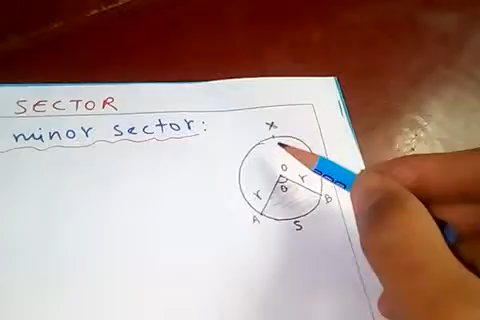 SECTOR
minor sector:
X
O
r r
θ
A B
S